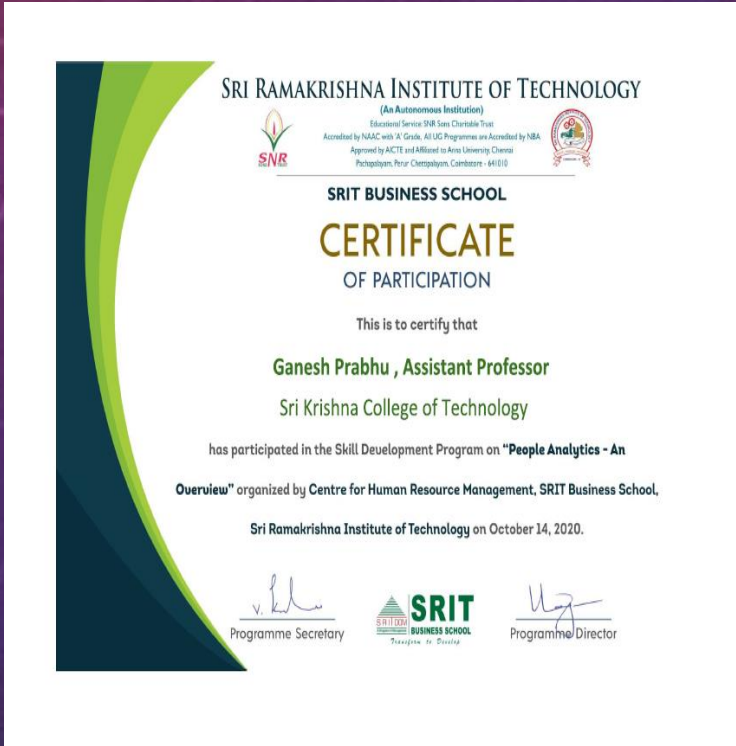 SRI RAMAKRISHNA INSTITUTE OF TECHNOLOGY
(An Autonomous Institution)
Educational Service: SNR Sons Charitable Trust
Accredited by NAAC with 'A' Grade, All UG Programmes are Accredited by NBA
Approved by AICTE and Affiliated to Anna University, Chennai
Pachapalayam, Perur Chettipalayam, Coimbatore - 641010
SNR
SRIT BUSINESS SCHOOL
CERTIFICATE
OF PARTICIPATION
This is to certify that
Ganesh Prabhu , Assistant Professor
Sri Krishna College of Technology
has participated in the Skill Development Program on “People Analytics - An
Overview” organized by Centre for Human Resource Management, SRIT Business School,
Sri Ramakrishna Institute of Technology on October 14, 2020.
Programme Secretary
SRIT
BUSINESS SCHOOL
Transform to Develop
Programme Director